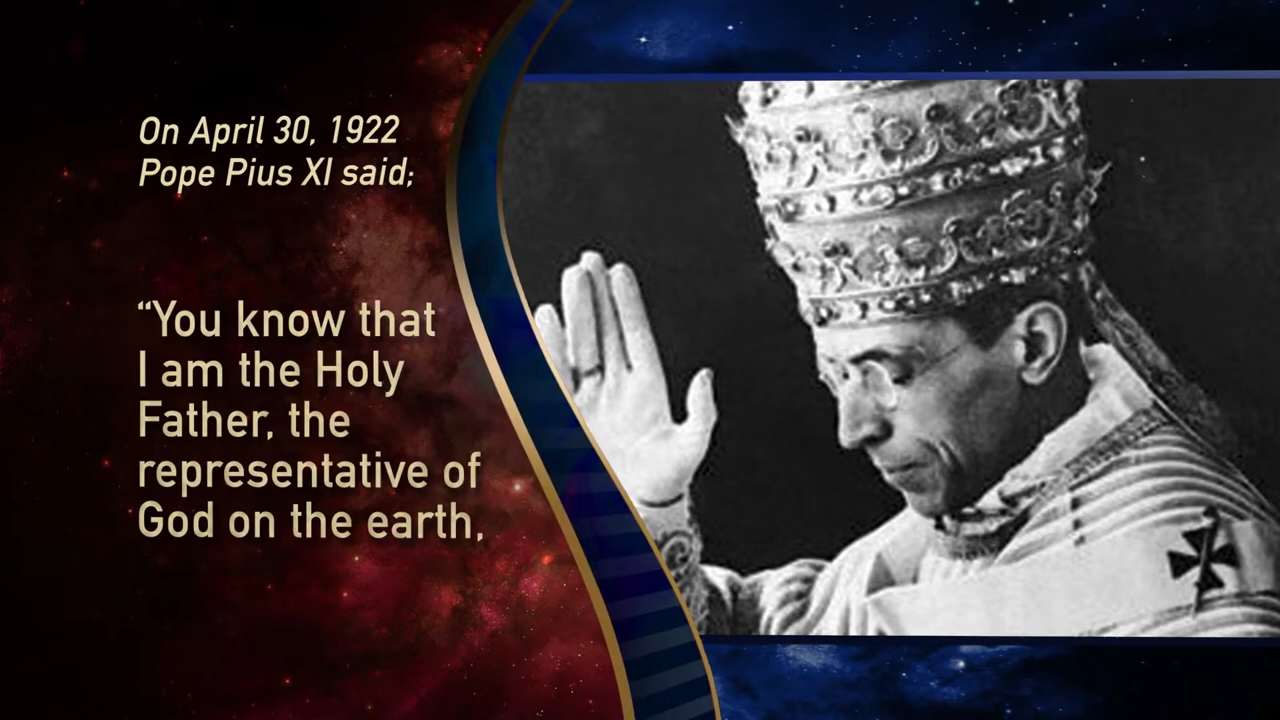 On April 30, 1922
Pope Pius XI said;
“You know that
I am the Holy
Father, the
representative of
God on the earth,